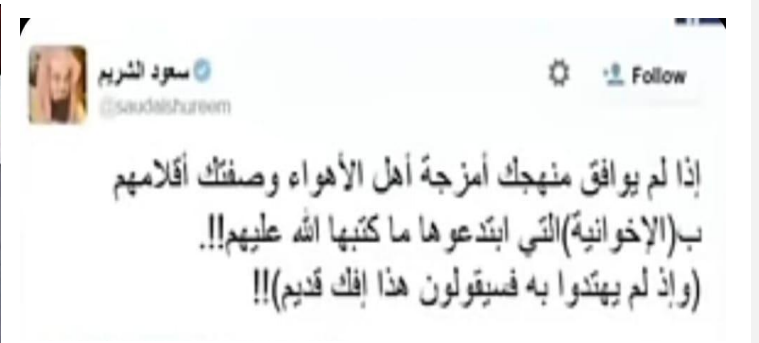 سعود الشريم
@saudalshureem
Follow
إذا لم يوافق منهجك أمزجة أهل الأهواء وصفتك أقلامهم
ب(الإخوانية)التي ابتدعوها ما كتبها الله عليهم!!.
(وإذ لم يهتدوا به فسيقولون هذا إفك قديم)!!